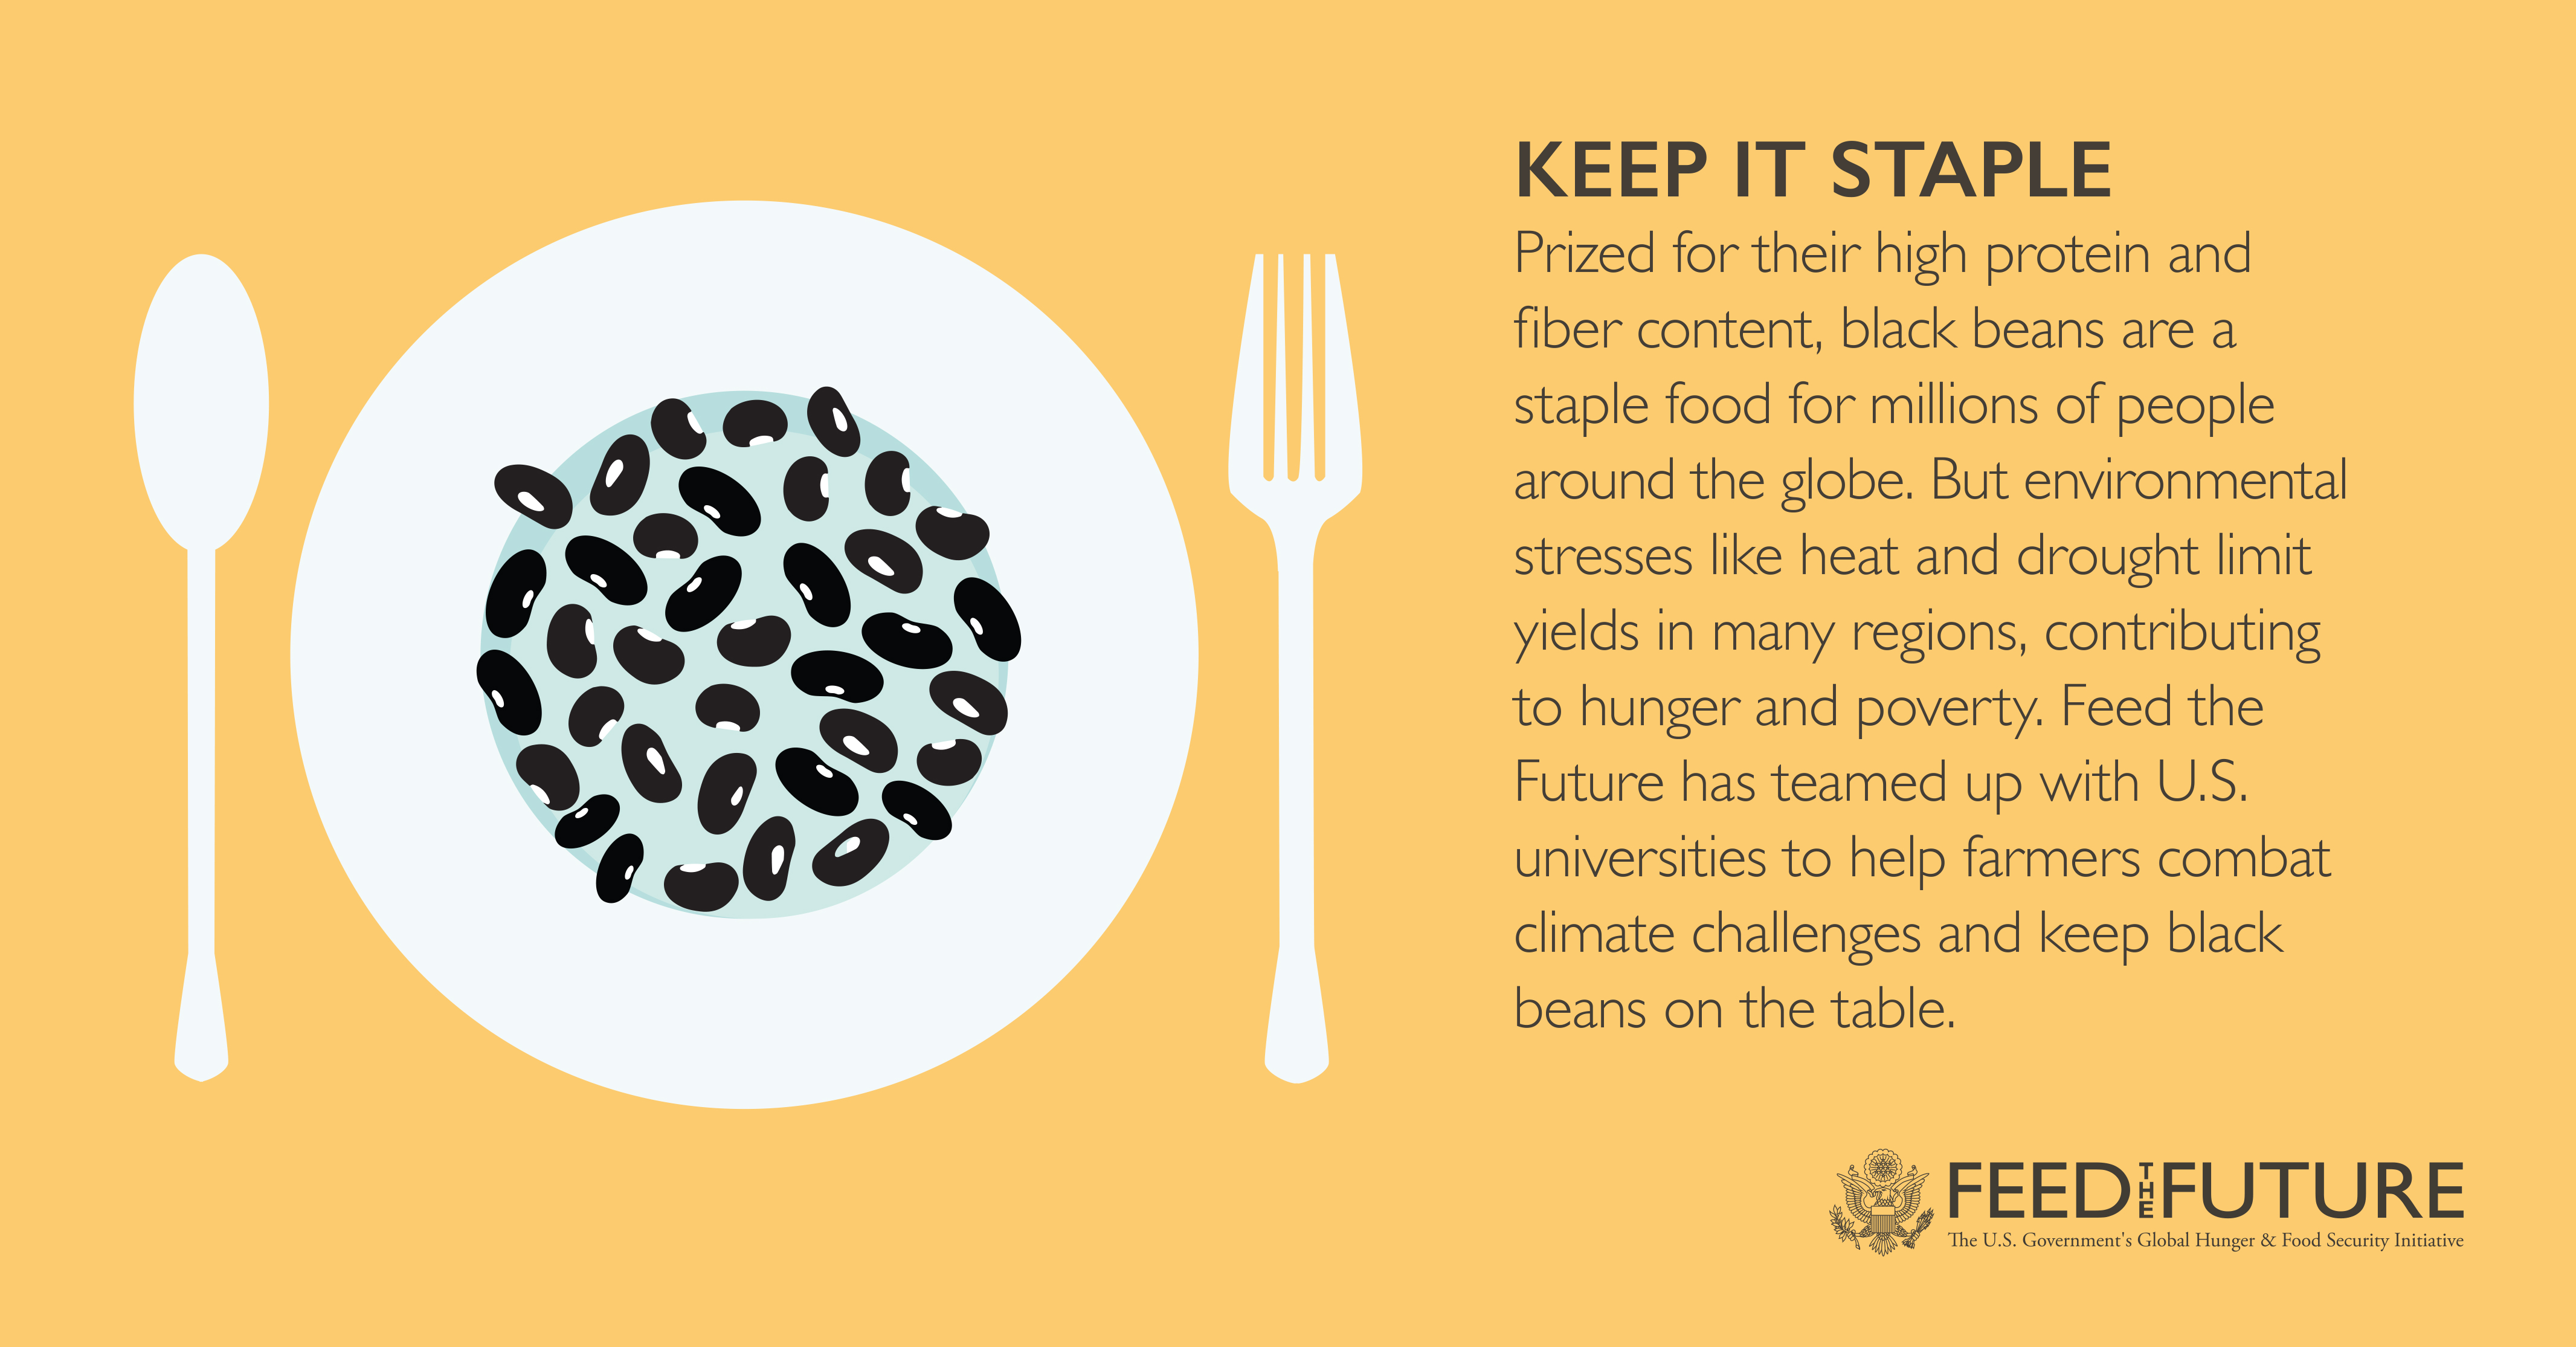 KEEP IT STAPLE
Prized for their high protein and
fiber content, black beans are a
staple food for millions of people
around the globe. But environmental
stresses like heat and drought limit
yields in many regions, contributing
to hunger and poverty. Feed the
Future has teamed up with U.S.
universities to help farmers combat
climate challenges and keep black
beans on the table.
FEED THE FUTURE
The U.S. Government's Global Hunger & Food Security Initiative